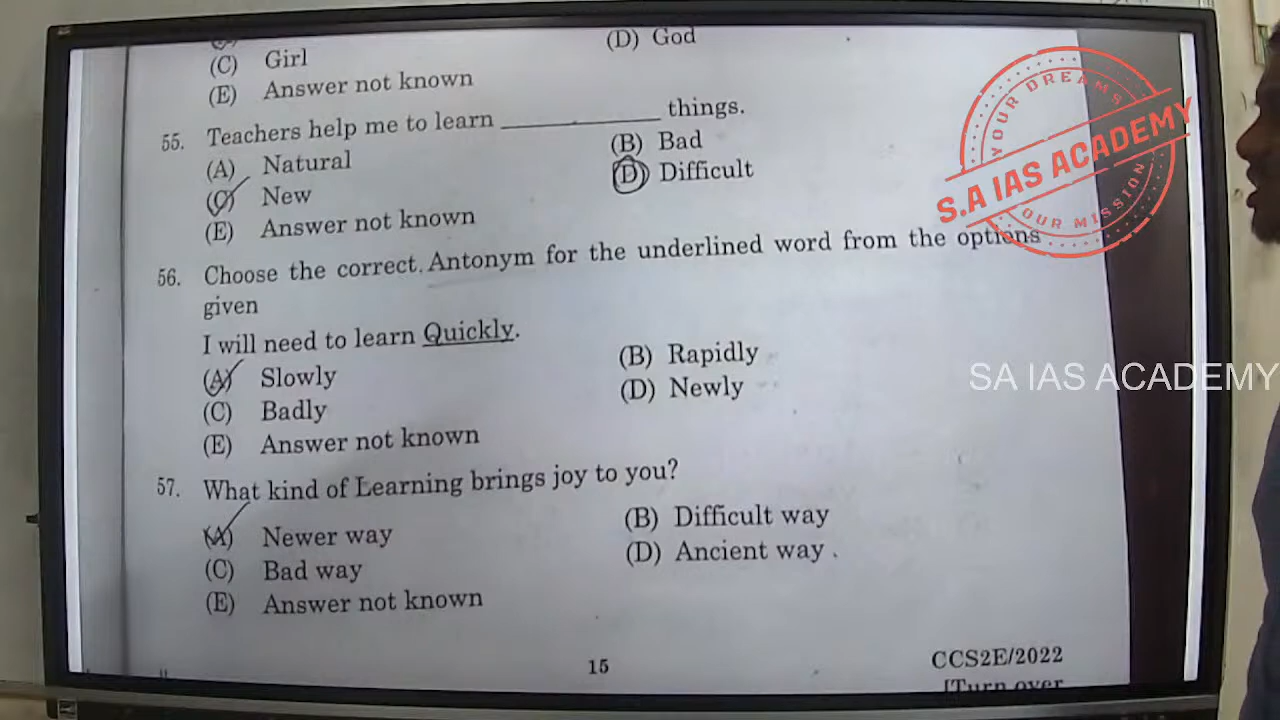 (D) God
(C) Girl
(E) Answer not known
55. Teachers help me to learn ____________ things.
(A) Natural
(B) Bad
(C) New
(D) Difficult
(E) Answer not known
56. Choose the correct. Antonym for the underlined word from the options
given
I will need to learn Quickly.
(A) Slowly
(B) Rapidly
(C) Badly
(D) Newly
(E) Answer not known
57. What kind of Learning brings joy to you?
(A) Newer way
(B) Difficult way
(C) Bad way
(D) Ancient way .
(E) Answer not known
15
CCS2E/2022
[Turn over
YOUR DREAMS
S.A IAS ACADEMY
OUR MISSION
SA IAS ACADEMY